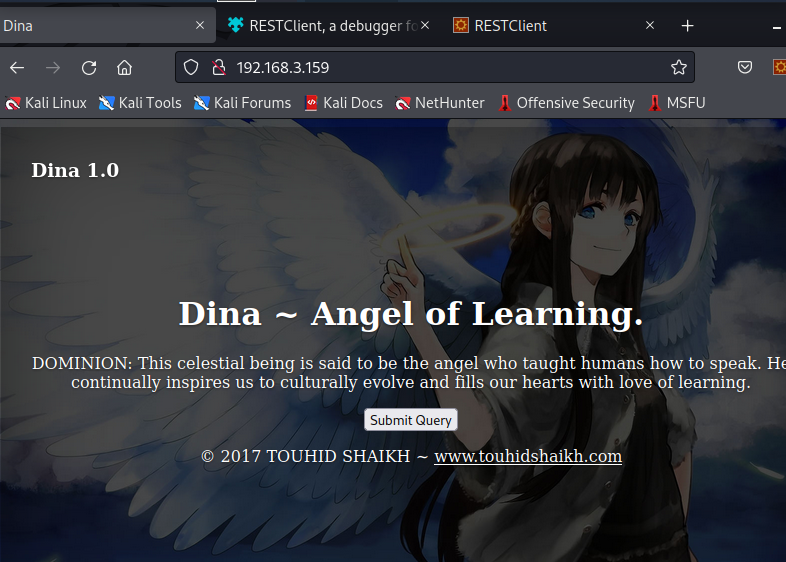 Dina
RESTClient, a debugger fo
RESTClient
192.168.3.159
Kali Linux Kali Tools Kali Forums Kali Docs NetHunter Offensive Security MSFU
Dina 1.0
Dina ~ Angel of Learning.
DOMINION: This celestial being is said to be the angel who taught humans how to speak. He
continually inspires us to culturally evolve and fills our hearts with love of learning.
Submit Query
© 2017 TOUHID SHAIKH ~ www.touhidshaikh.com